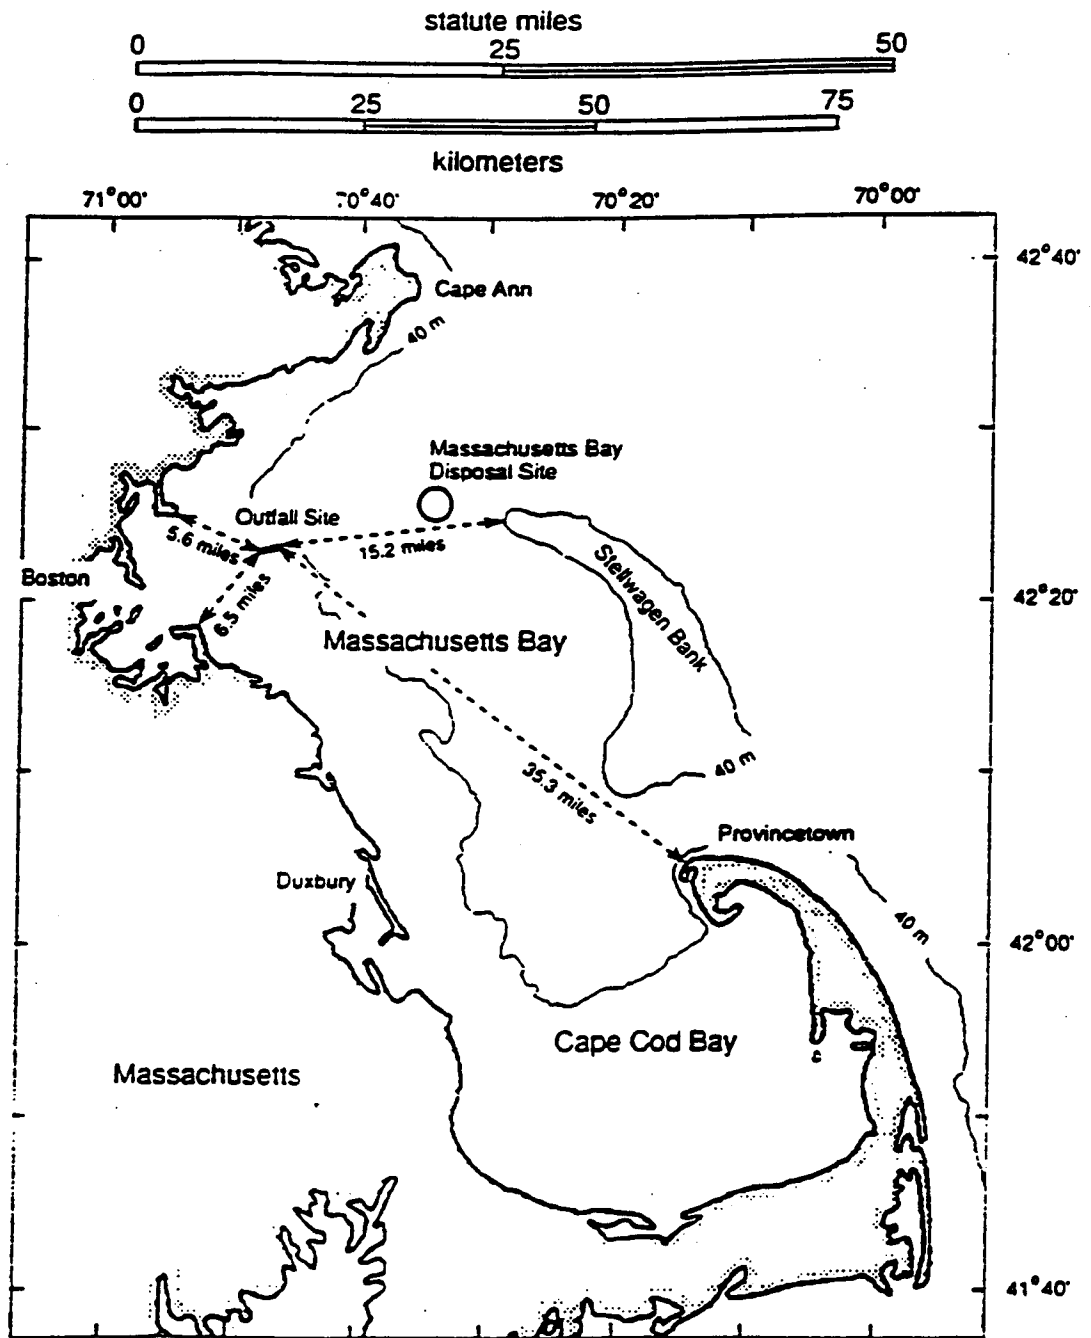 statute miles
0 25 50
0 25 50 75
kilometers
71°00' 70°40' 70°20' 70°00'
42°40'
Cape Ann
40 m
Massachusetts Bay
Disposal Site
Outfall Site
5.6 miles
15.2 miles
Boston
6.5 miles
Stellwagen Bank
42°20'
Massachusetts Bay
40 m
35.3 miles
Provincetown
Duxbury
40 m
42°00'
Cape Cod Bay
Massachusetts
41°40'